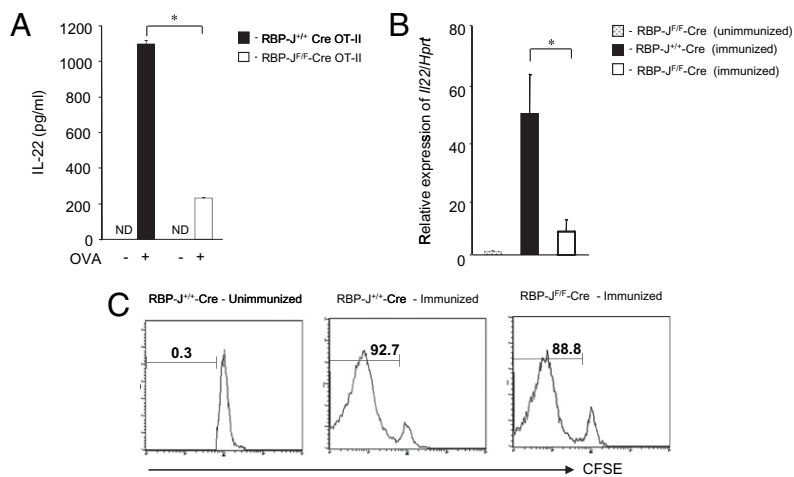 A
1200
1000
800
600
400
200
0
IL-22 (pg/ml)
ND
ND
OVA
- + - +
*
- RBP-J+/+ Cre OT-II
- RBP-JF/F-Cre OT-II
B
80
60
40
20
0
Relative expression of Il22/Hprt
*
- RBP-JF/F-Cre (unimmunized)
- RBP-J+/+-Cre (immunized)
- RBP-JF/F-Cre (immunized)
C
RBP-J+/+-Cre - Unimmunized
RBP-J+/+-Cre - Immunized
RBP-JF/F-Cre - Immunized
0.3
92.7
88.8
CFSE